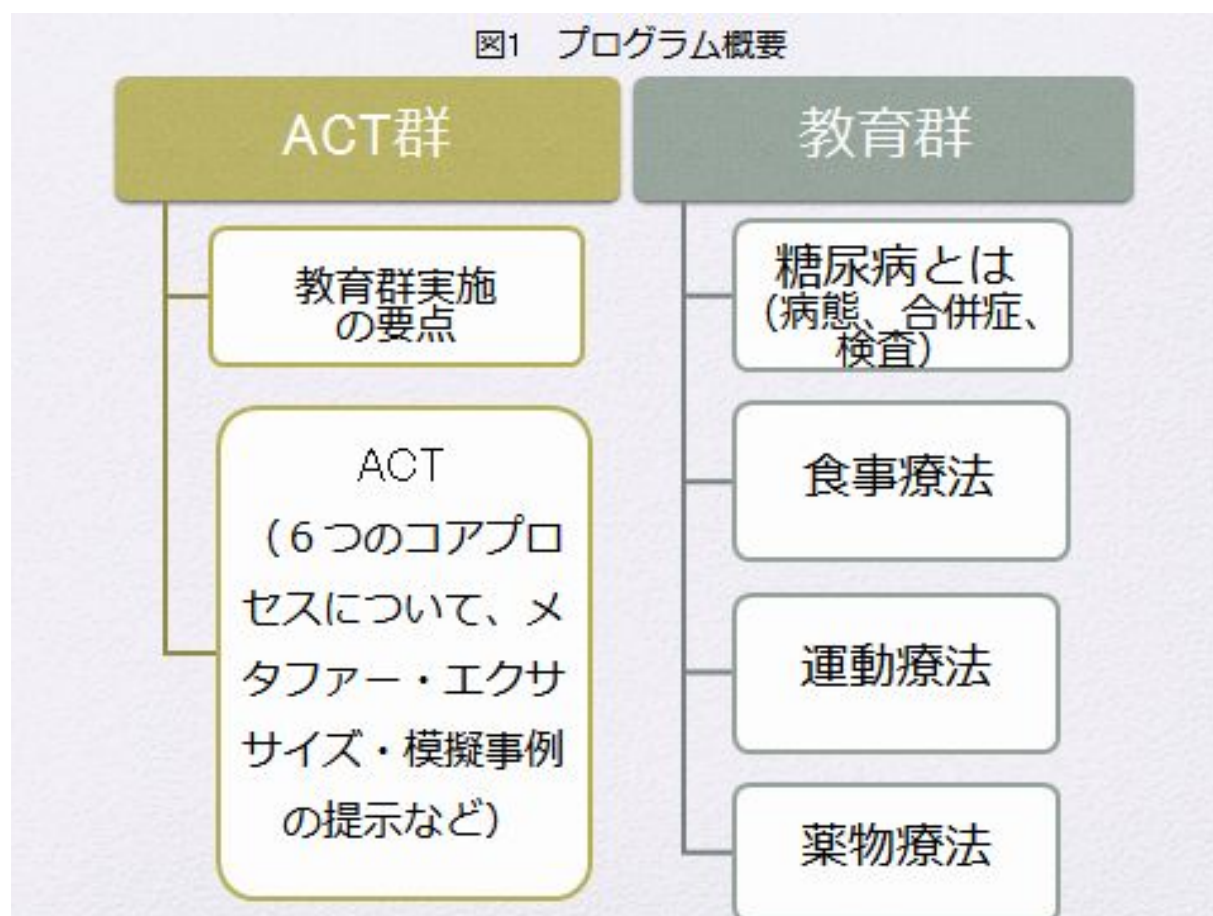 図1 プログラム概要
ACT群
教育群実施
の要点
ACT
（6つのコアプロ
セスについて、メ
タファー・エクサ
サイズ・模擬事例
の提示など）
教育群
糖尿病とは
（病態、合併症、
検査）
食事療法
運動療法
薬物療法